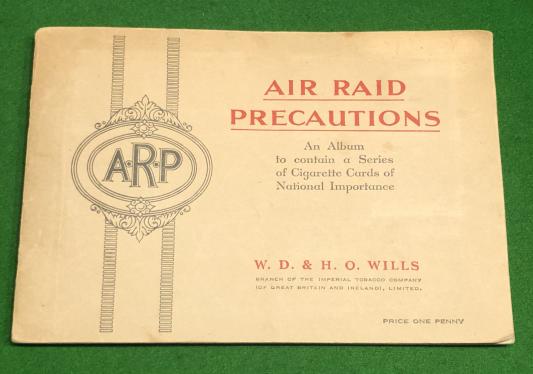 A·R·P
AIR RAID
PRECAUTIONS
An Album
to contain a Series
of Cigarette Cards of
National Importance
W. D. & H. O. WILLS
BRANCH OF THE IMPERIAL TOBACCO COMPANY
(OF GREAT BRITAIN AND IRELAND), LIMITED.
PRICE ONE PENNY